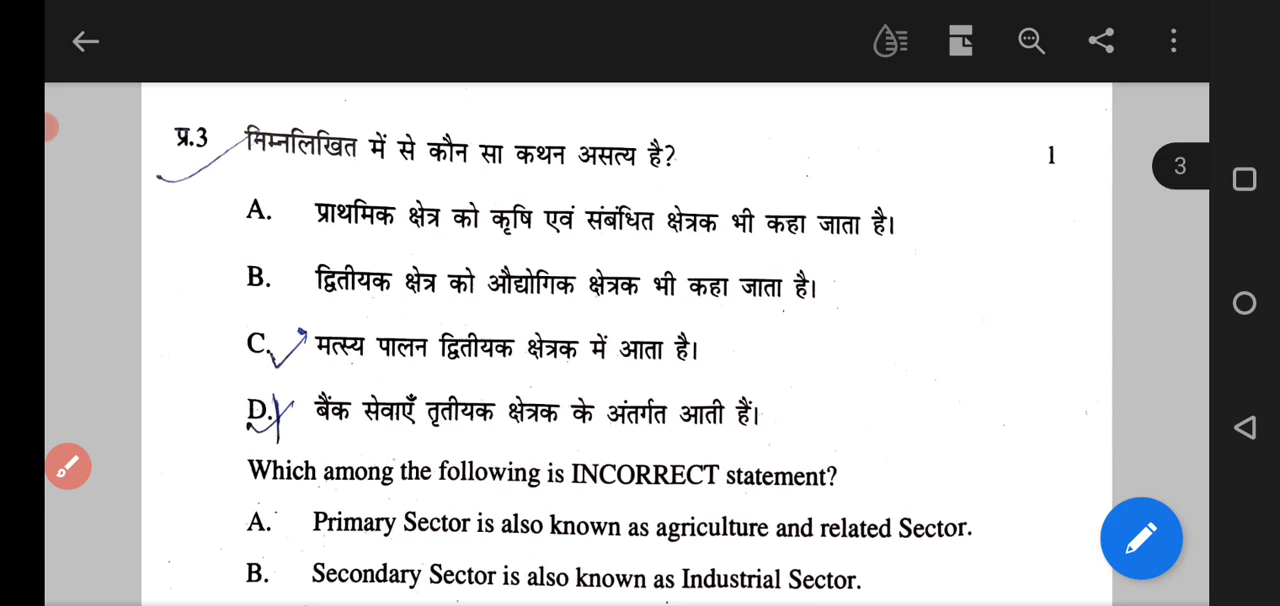 3
प्र.3 निम्नलिखित में से कौन सा कथन असत्य है? 1
A. प्राथमिक क्षेत्र को कृषि एवं संबंधित क्षेत्रक भी कहा जाता है।
B. द्वितीयक क्षेत्र को औद्योगिक क्षेत्रक भी कहा जाता है।
C. मत्स्य पालन द्वितीयक क्षेत्रक में आता है।
D. बैंक सेवाएँ तृतीयक क्षेत्रक के अंतर्गत आती हैं।
Which among the following is INCORRECT statement?
A. Primary Sector is also known as agriculture and related Sector.
B. Secondary Sector is also known as Industrial Sector.